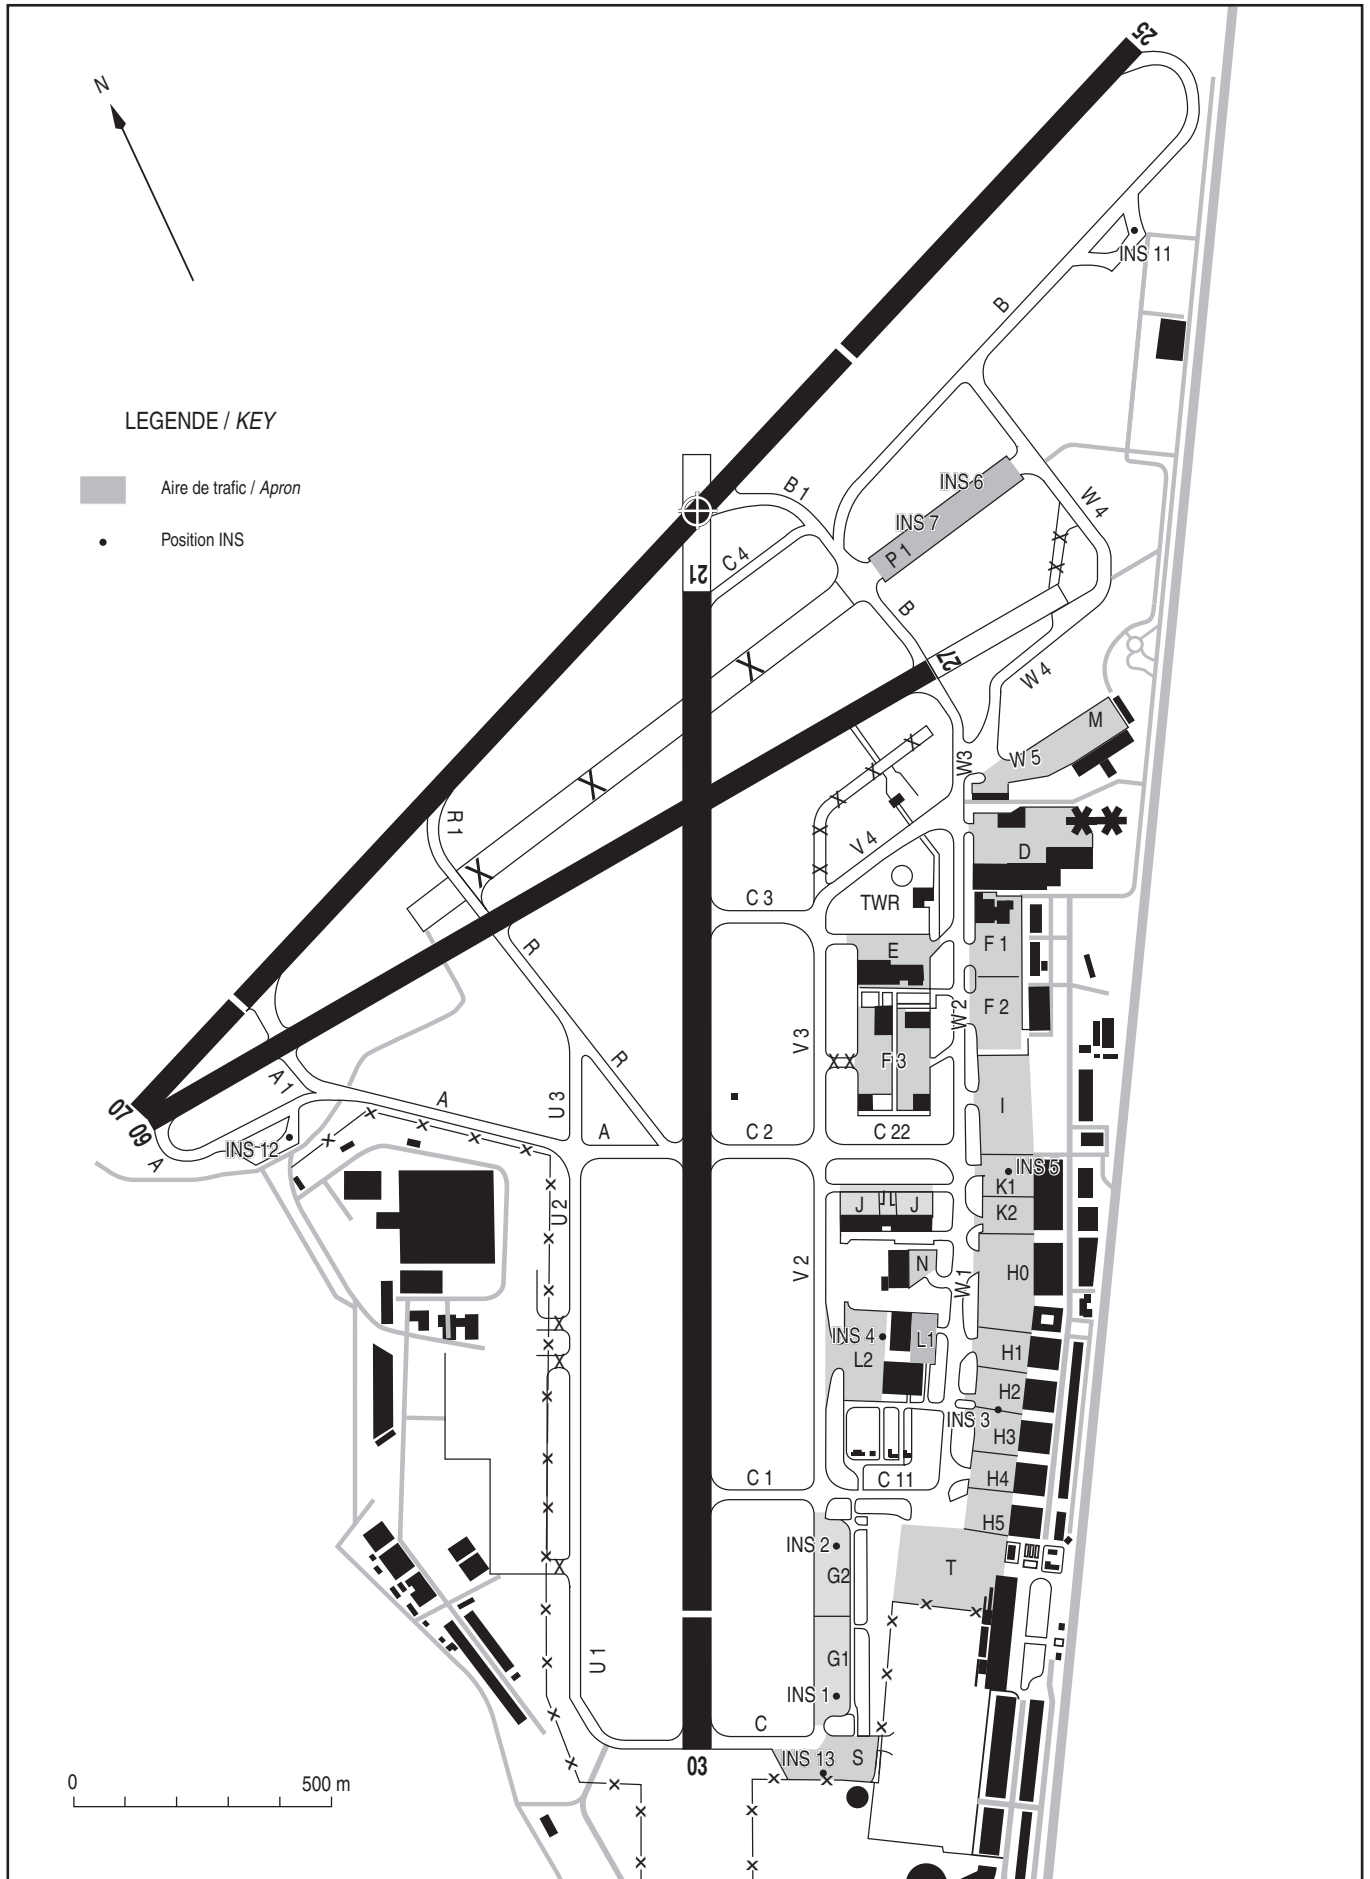 25
N
INS 11
B
LEGENDE / KEY
Aire de trafic / Apron
Position INS
B 1
INS 6
INS 7
P 1
W 4
C 4
21
B
27
W 4
M
W 5
W3
X
X
X
R 1
V 4
D
C 3
TWR
E
F 1
R
F 2
W 2
V 3
F 3
R
A 1
A
U 3
A
I
07
09
A
INS 12
C 2
C 22
INS 5
K1
K2
J
J
U 2
V 2
N
W 1
H0
INS 4
L1
L2
H1
H2
INS 3
H3
C 1
C 11
H4
H5
INS 2
G2
T
U 1
G1
INS 1
C
INS 13
S
03
0
500 m